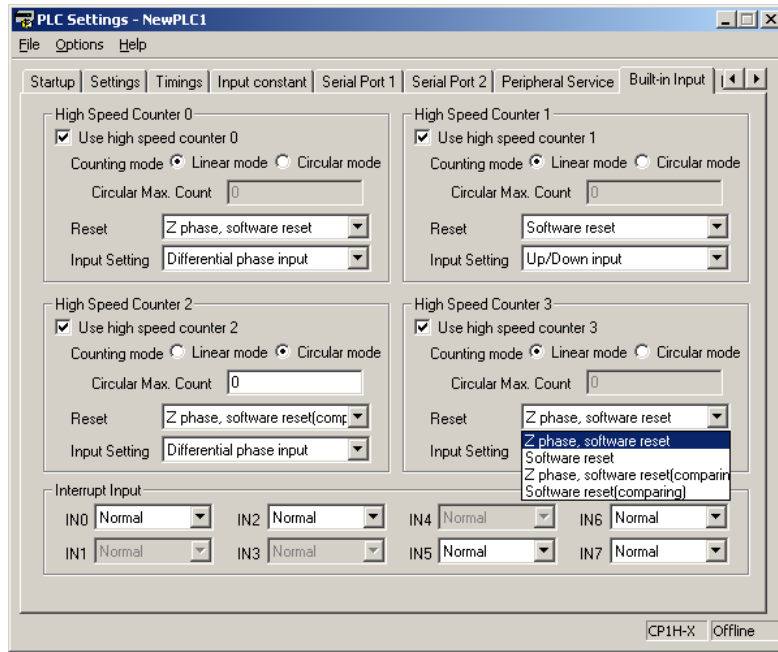 PLC Settings - NewPLC1
File Options Help
Startup Settings Timings Input constant Serial Port 1 Serial Port 2 Peripheral Service Built-in Input
High Speed Counter 0
Use high speed counter 0
Counting mode Linear mode Circular mode
Circular Max. Count 0
Reset Z phase, software reset
Input Setting Differential phase input
High Speed Counter 1
Use high speed counter 1
Counting mode Linear mode Circular mode
Circular Max. Count 0
Reset Software reset
Input Setting Up/Down input
High Speed Counter 2
Use high speed counter 2
Counting mode Linear mode Circular mode
Circular Max. Count 0
Reset Z phase, software reset(comp
Input Setting Differential phase input
High Speed Counter 3
Use high speed counter 3
Counting mode Linear mode Circular mode
Circular Max. Count 0
Reset Z phase, software reset
Input Setting
Z phase, software reset
Software reset
Z phase, software reset(comparin
Software reset(comparing)
Interrupt Input
IN0 Normal IN2 Normal IN4 Normal IN6 Normal
IN1 Normal IN3 Normal IN5 Normal IN7 Normal
CP1H-X Offline